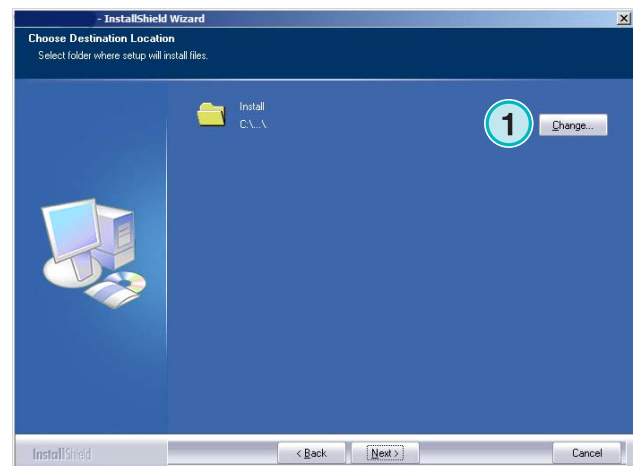 - InstallShield Wizard
Choose Destination Location
Select folder where setup will install files.
Install
C:\...\
1
Change...
InstallShield
< Back
Next >
Cancel